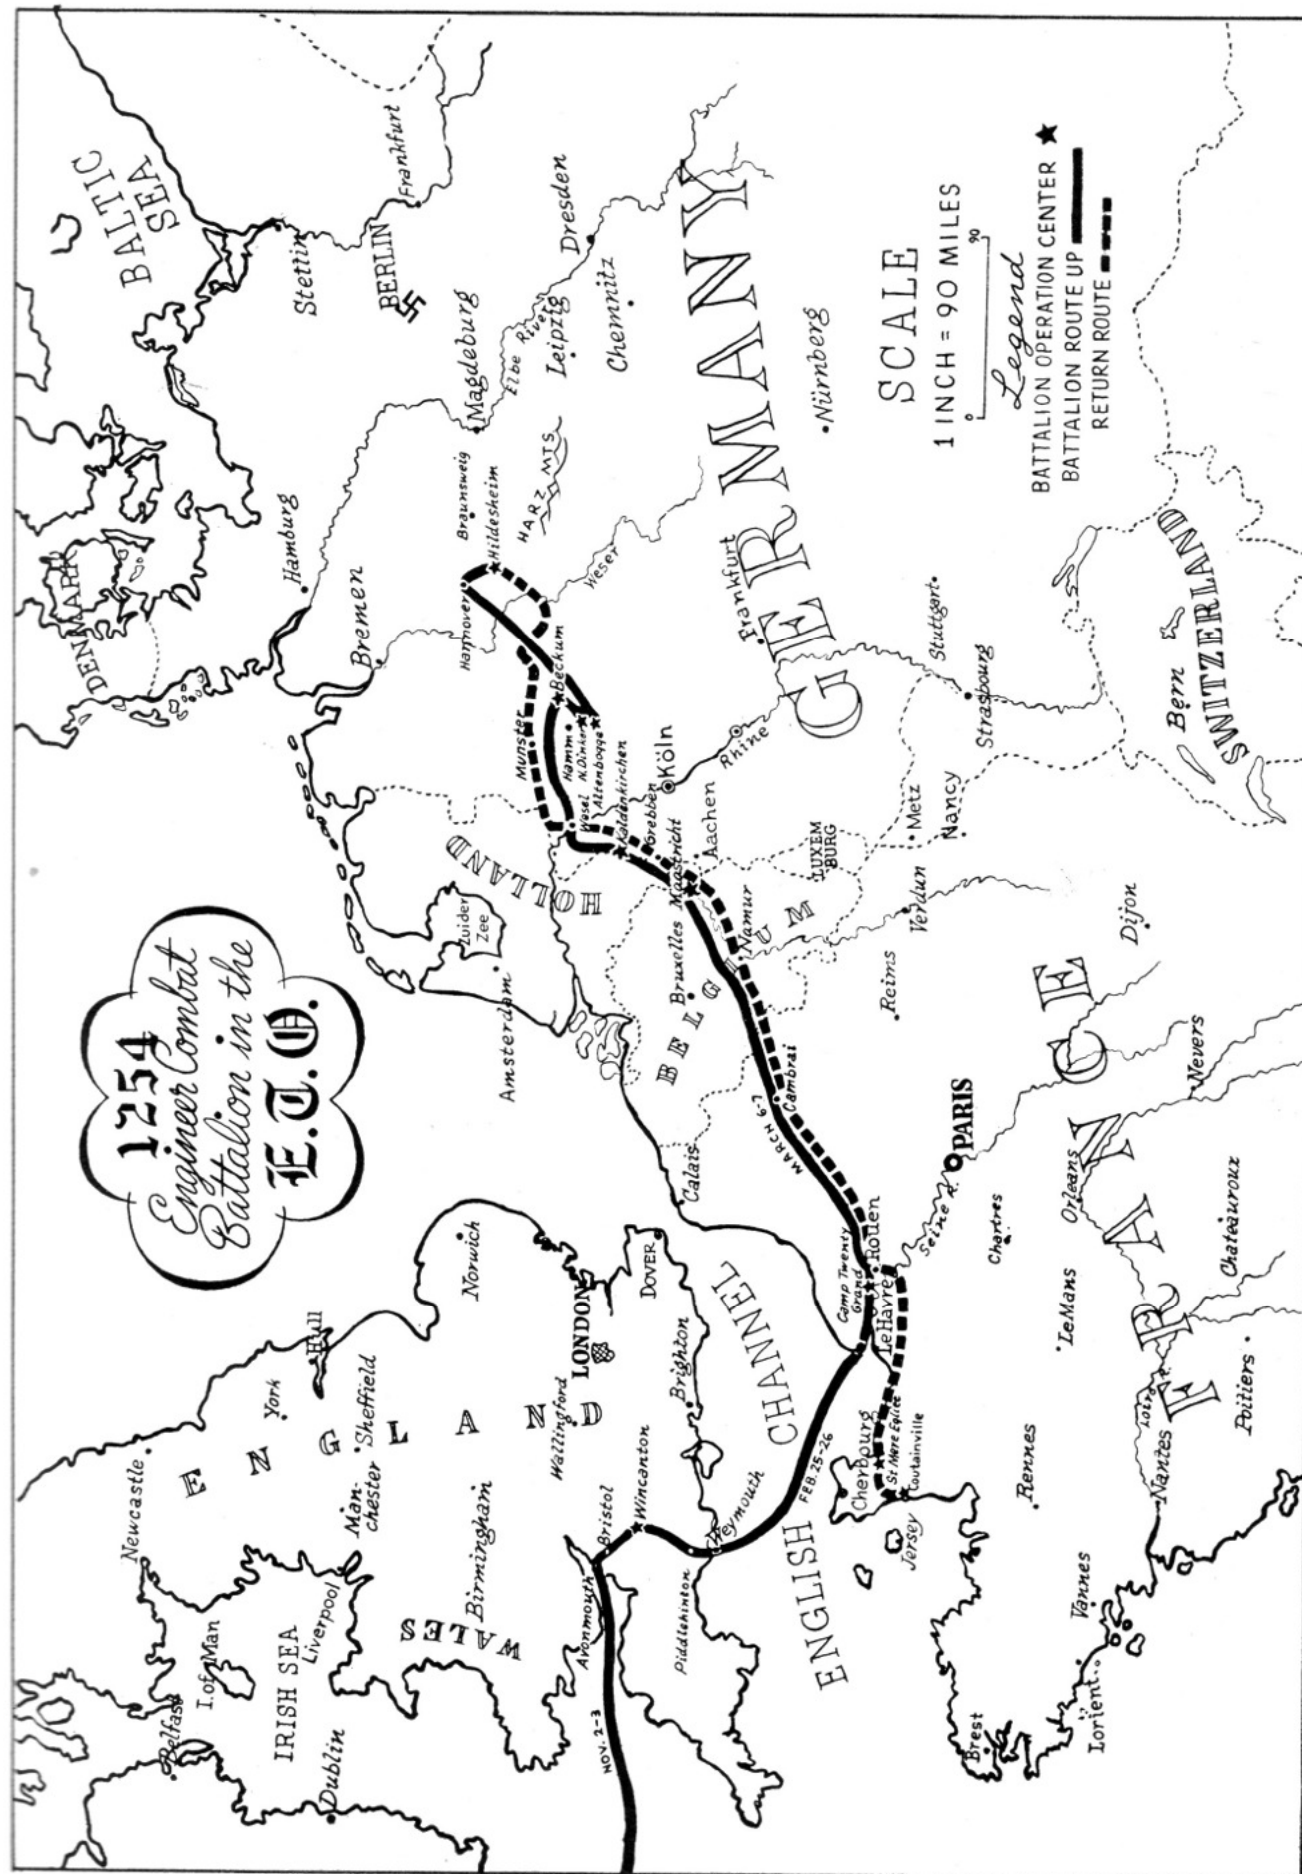 1254
Engineer Combat
Battalion in the
E.T.O.
BALTIC
SEA
DENMARK
Newcastle
Belfast
I. of Man
York
Hull
IRISH SEA
Liverpool
Man-
chester
Sheffield
Dublin
ENGLAND
Norwich
Birmingham
WALES
Wallingford
LONDON
DOVER
Avonmouth
Bristol
Wincanton
Brighton
Piddlehinton
NOV. 2-3
ENGLISH
CHANNEL
FEB. 25-26
Cherbourg
St Mere Eglise
Coutainville
Jersey
Camp Twenty
Grand
Le Havre
Rouen
Calais
MARCH 6-7
Cambrai
Seine R.
PARIS
Chartres
Orleans
LeMans
Rennes
Brest
Lorient
Vannes
Nantes
Loire R.
Poitiers
Chateauroux
Nevers
Dijon
FRANCE
Reims
Verdun
Metz
Nancy
Strasbourg
LUXEM
BURG
BELGIUM
Bruxelles
Namur
Maastricht
Aachen
Grebben
Kaldenkirchen
Köln
Rhine
HOLLAND
Zuider
Zee
Amsterdam
Wesel
Munster
Hamm
N. Dinker
Altenbogge
Beckum
Hannover
Hildesheim
Braunsweig
HARZ MTS
Weser
Bremen
Hamburg
Stettin
BERLIN
Frankfurt
Magdeburg
Elbe River
Leipzig
Dresden
Chemnitz
GERMANY
Frankfurt
Nürnberg
Stuttgart
Bern
SWITZERLAND
SCALE
1 INCH = 90 MILES
0 90
Legend
BATTALION OPERATION CENTER ★
BATTALION ROUTE UP
RETURN ROUTE